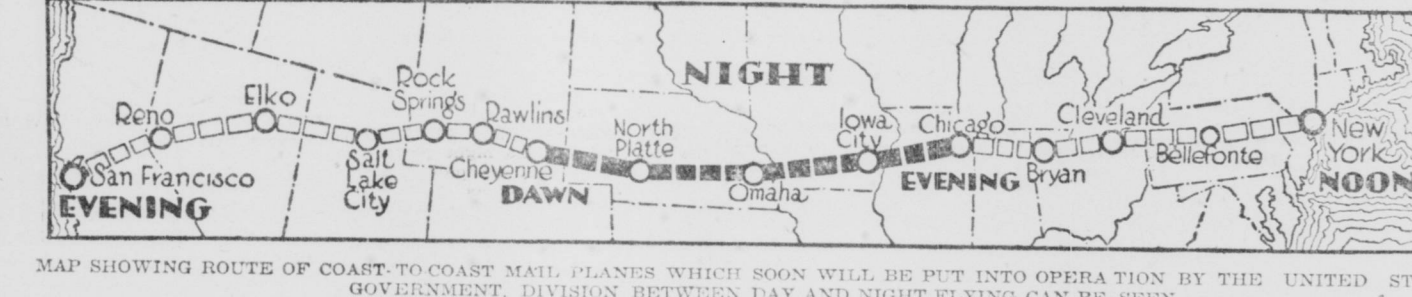 NIGHT
Rock
Springs
Elko
Reno
Rawlins
North
Platte
Iowa
City
Chicago
Cleveland
New
York
NOON
Bellefonte
Bryan
EVENING
Omaha
Cheyenne
DAWN
Salt
Lake
City
San Francisco
EVENING
MAP SHOWING ROUTE OF COAST-TO COAST MAIL PLANES WHICH SOON WILL BE PUT INTO OPERATION BY THE UNITED ST
GOVERNMENT. DIVISION BETWEEN DAY AND NIGHT FLYING CAN BE SEEN